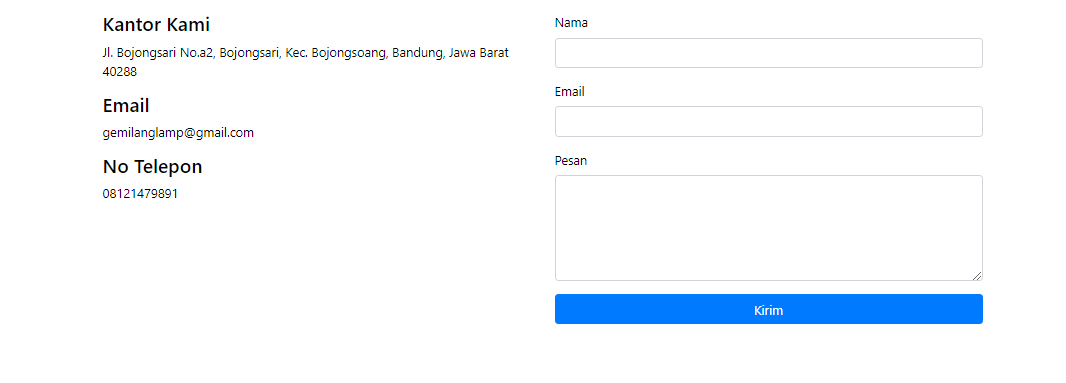 Kantor Kami
Jl. Bojongsari No.a2, Bojongsari, Kec. Bojongsoang, Bandung, Jawa Barat
40288
Email
gemilanglamp@gmail.com
No Telepon
08121479891
Nama
Email
Pesan
Kirim